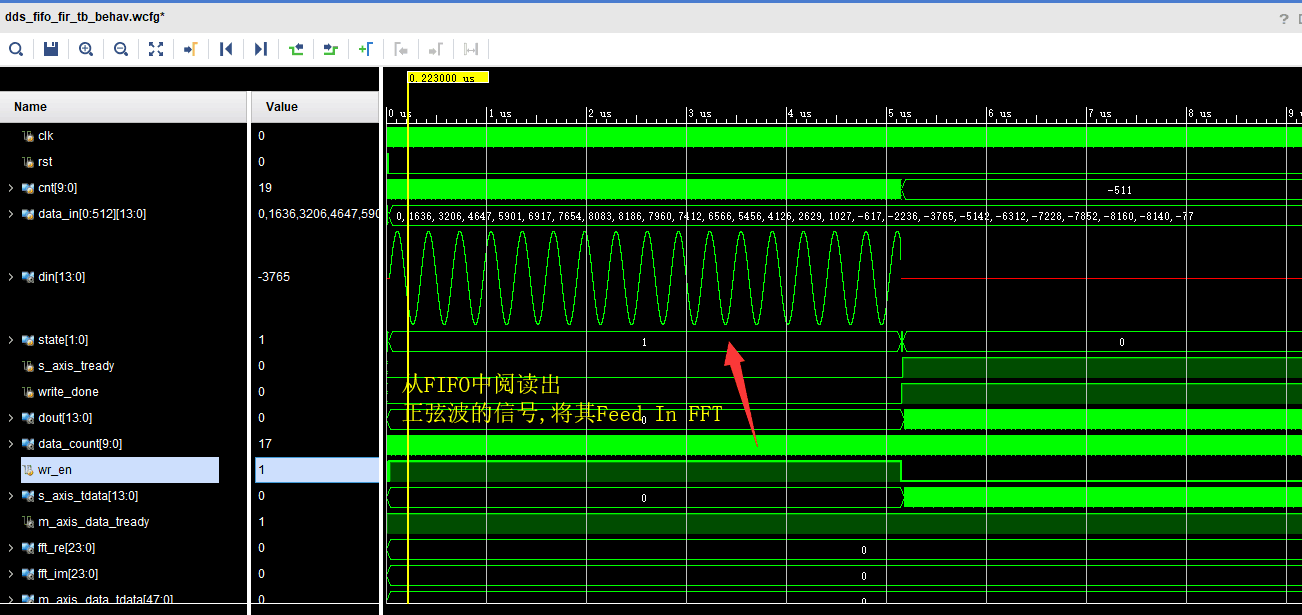 dds_fifo_fir_tb_behav.wcfg*
?
0.223000 us
Name Value
0 us 1 us 2 us 3 us 4 us 5 us 6 us 7 us 8 us 9
clk 0
rst 0
cnt[9:0] 19 -511
data_in[0:512][13:0] 0,1636,3206,4647,590 0,1636,3206,4647,5901,6917,7654,8083,8186,7960,7412,6566,5456,4126,2629,1027,-617,-2236,-3765,-5142,-6312,-7228,-7852,-8160,-8140,-77
din[13:0] -3765
state[1:0] 1 1 0
s_axis_tready 0
write_done 0
从FIFO中阅读出
dout[13:0] 0 0
正弦波的信号,将其Feed In FFT
data_count[9:0] 17
wr_en 1
s_axis_tdata[13:0] 0 0
m_axis_data_tready 1
fft_re[23:0] 0 0
fft_im[23:0] 0 0
m_axis_data_tdata[47:0] 0 0